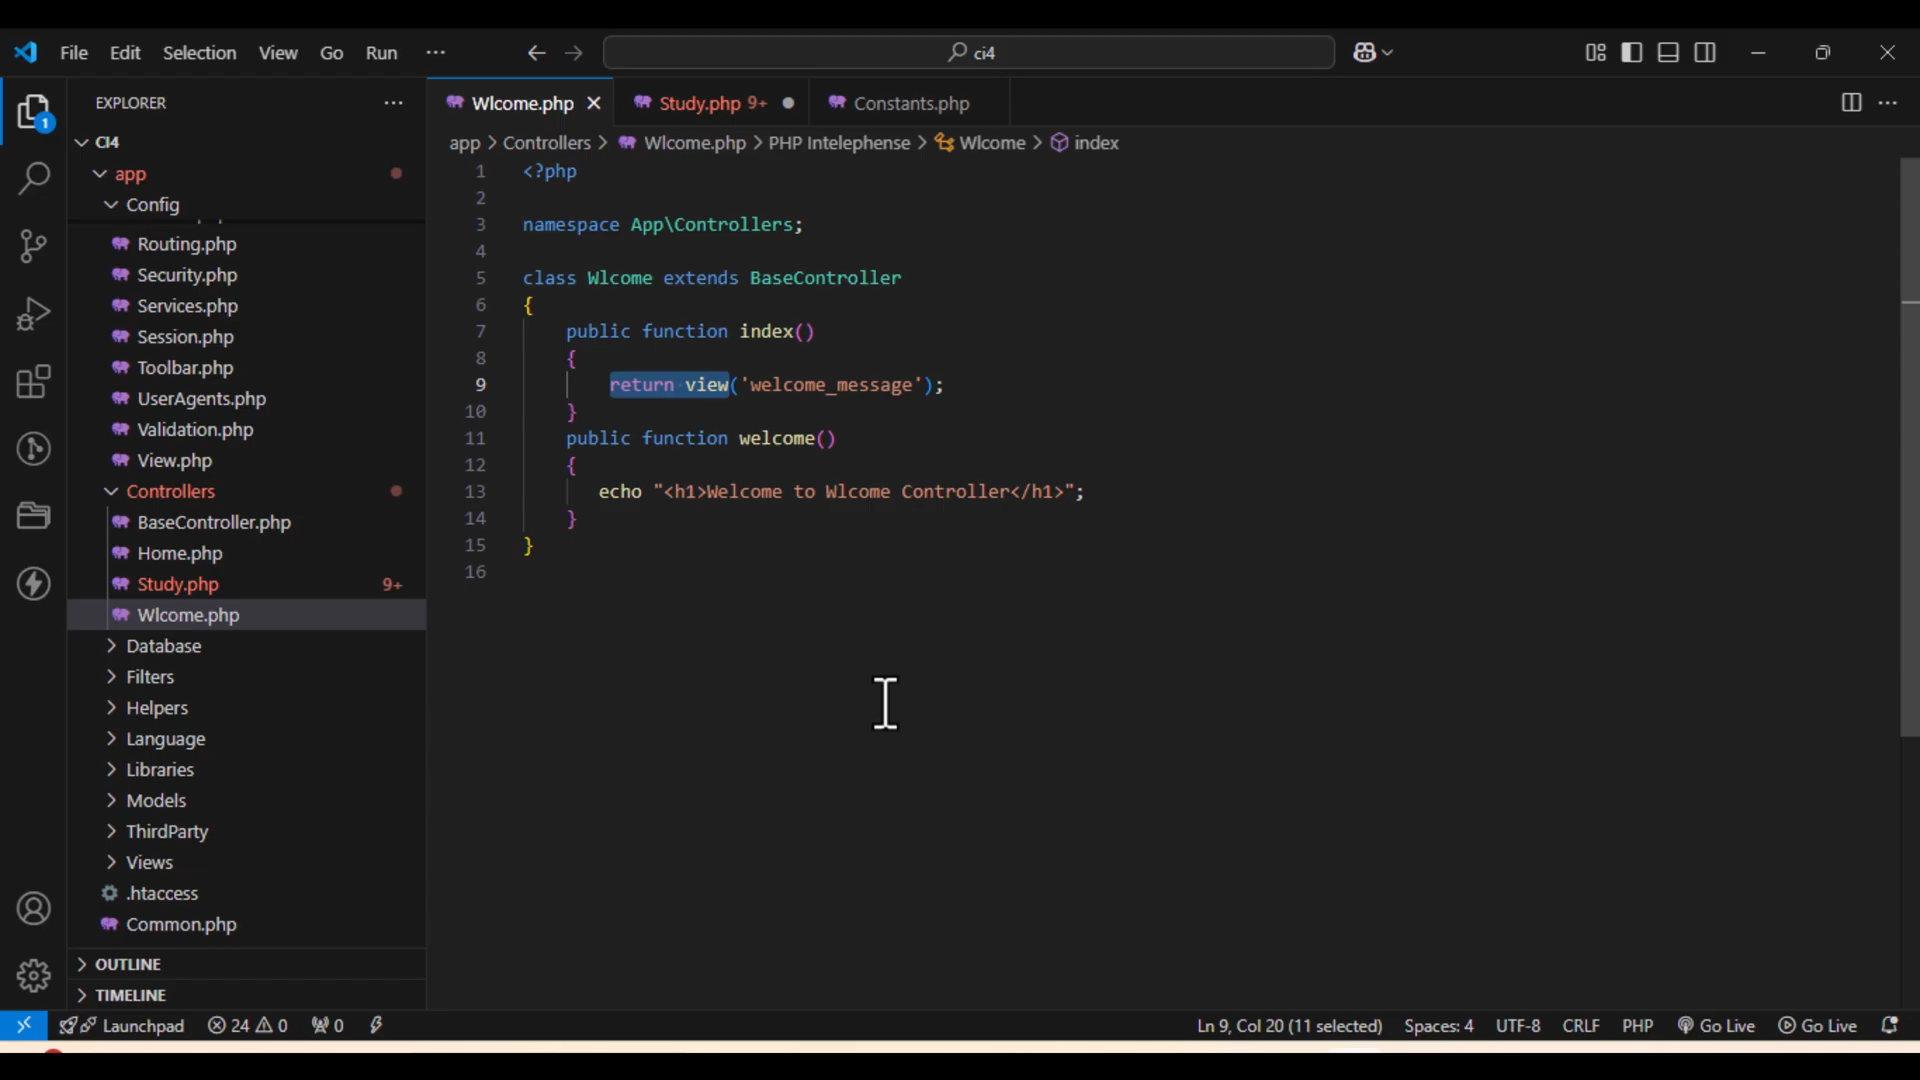 File Edit Selection View Go Run ··· ci4
EXPLORER ···
1
CI4
app
Config
Routing.php
Security.php
Services.php
Session.php
Toolbar.php
UserAgents.php
Validation.php
View.php
Controllers
BaseController.php
Home.php
Study.php 9+
Wlcome.php
Database
Filters
Helpers
Language
Libraries
Models
ThirdParty
Views
.htaccess
Common.php
OUTLINE
TIMELINE
Wlcome.php Study.php 9+ Constants.php
app > Controllers > Wlcome.php > PHP Intelephense > Wlcome > index
1 <?php
2
3 namespace App\Controllers;
4
5 class Wlcome extends BaseController
6 {
7 public function index()
8 {
9 return view('welcome_message');
10 }
11 public function welcome()
12 {
13 echo "<h1>Welcome to Wlcome Controller</h1>";
14 }
15 }
16
Launchpad 24 0 0 Ln 9, Col 20 (11 selected) Spaces: 4 UTF-8 CRLF PHP Go Live Go Live